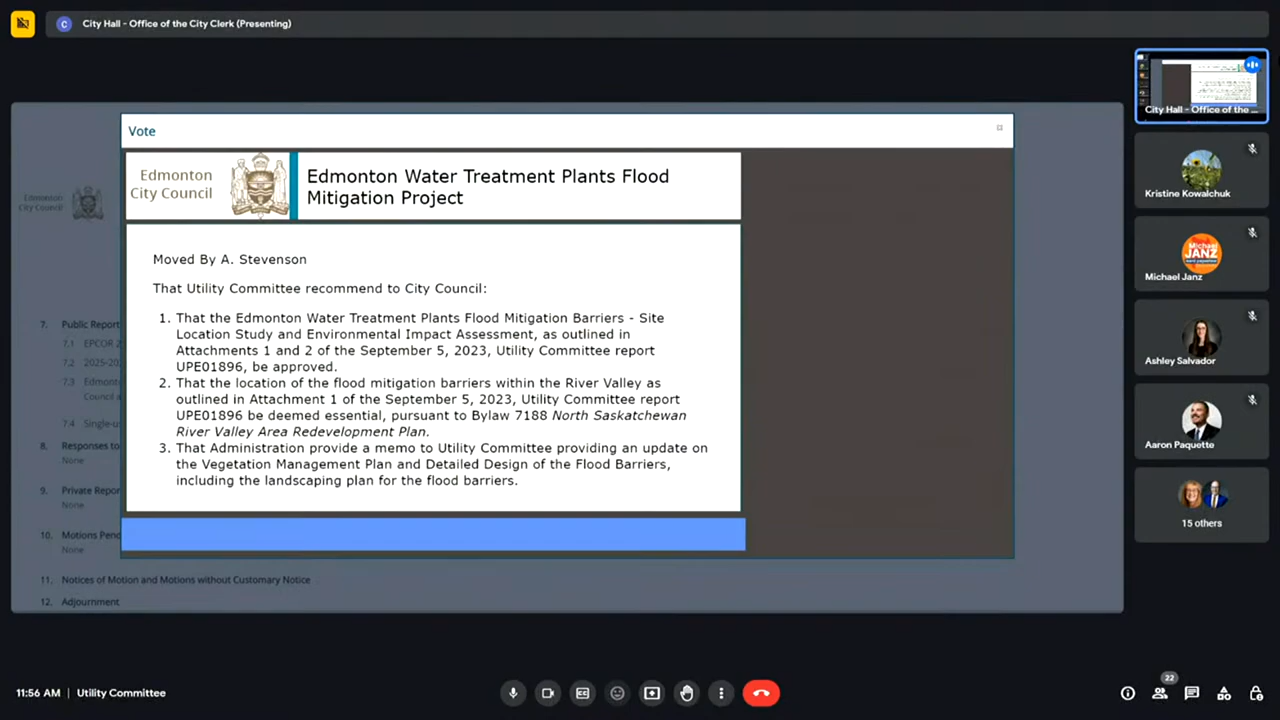 City Hall - Office of the City Clerk (Presenting)
C
Vote
Edmonton
City Council
Edmonton Water Treatment Plants Flood
Mitigation Project
Moved By A. Stevenson
That Utility Committee recommend to City Council:
1. That the Edmonton Water Treatment Plants Flood Mitigation Barriers - Site
Location Study and Environmental Impact Assessment, as outlined in
Attachments 1 and 2 of the September 5, 2023, Utility Committee report
UPE01896, be approved.
2. That the location of the flood mitigation barriers within the River Valley as
outlined in Attachment 1 of the September 5, 2023, Utility Committee report
UPE01896 be deemed essential, pursuant to Bylaw 7188 North Saskatchewan
River Valley Area Redevelopment Plan.
3. That Administration provide a memo to Utility Committee providing an update on
the Vegetation Management Plan and Detailed Design of the Flood Barriers,
including the landscaping plan for the flood barriers.
Edmonton
City Council
7. Public Report
7.1 EPCOR 2
7.2 2025-20
7.3 Edmont
Council a
7.4 Single-u
8. Responses to
None
9. Private Repor
None
10. Motions Pend
None
11. Notices of Motion and Motions without Customary Notice
12. Adjournment
City Hall - Office of the ...
Kristine Kowalchuk
Michael
JANZ
Michael Janz
Ashley Salvador
Aaron Paquette
15 others
11:56 AM | Utility Committee
CC
22